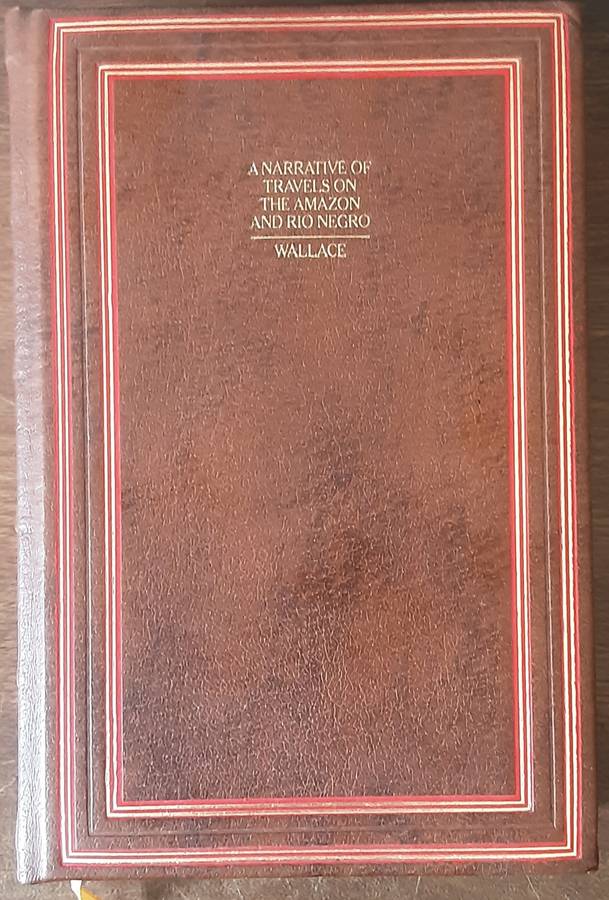 A NARRATIVE OF
TRAVELS ON
THE AMAZON
AND RIO NEGRO
WALLACE